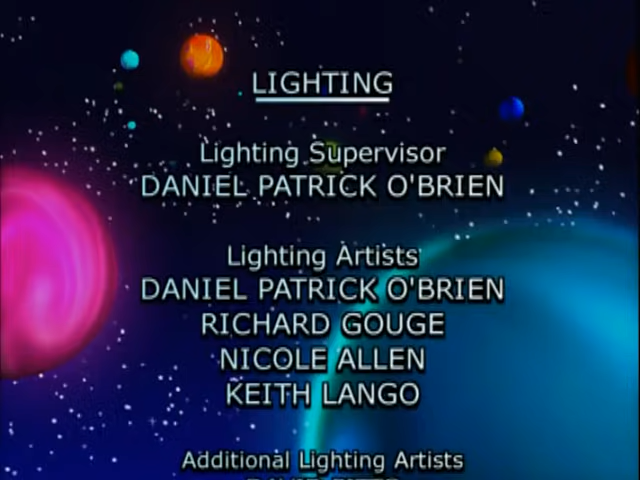 LIGHTING
Lighting Supervisor
DANIEL PATRICK O'BRIEN
Lighting Artists
DANIEL PATRICK O'BRIEN
RICHARD GOUGE
NICOLE ALLEN
KEITH LANGO
Additional Lighting Artists